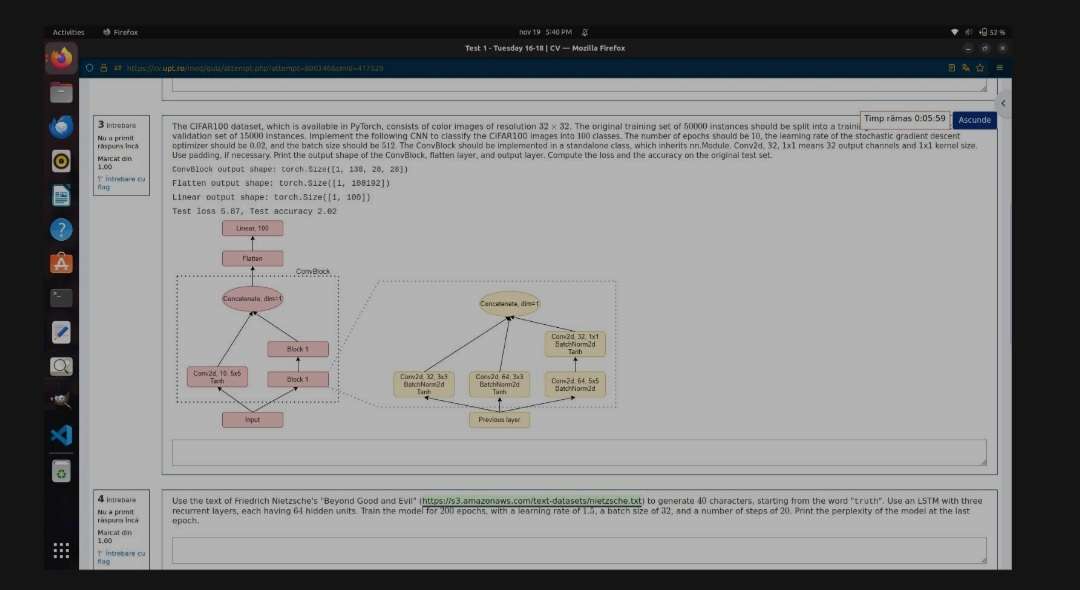 Activities Firefox nov 19 5:40 PM 52 %
Test 1 - Tuesday 16-18 | CV — Mozilla Firefox
3 Întrebare
Nu a primit
răspuns încă
Marcat din
1,00
Întrebare cu
flag
Timp rămas 0:05:59
Ascunde
The CIFAR100 dataset, which is available in PyTorch, consists of color images of resolution 32 × 32. The original training set of 50000 instances should be split into a
validation set of 15000 instances. Implement the following CNN to classify the CIFAR100 images into 100 classes. The number of epochs should be 10, the learning rate of the stochastic gradient descent
optimizer should be 0.02, and the batch size should be 512. The ConvBlock should be implemented in a standalone class, which inherits nn.Module. Conv2d, 32, 1x1 means 32 output channels and 1x1 kernel size.
Use padding, if necessary. Print the output shape of the ConvBlock, flatten layer, and output layer. Compute the loss and the accuracy on the original test set.
ConvBlock output shape: torch.Size([1, 138, 28, 28])
Flatten output shape: torch.Size([1, 108192])
Linear output shape: torch.Size([1, 100])
Test loss 5.87, Test accuracy 2.02
Linear, 100
Flatten
ConvBlock
Concatenate, dim=1
Block 1
Conv2d, 10, 5x5
Tanh
Block 1
Input
Concatenate, dim=1
Conv2d, 32, 1x1
BatchNorm2d
Tanh
Conv2d, 32, 3x3
BatchNorm2d
Tanh
Conv2d, 64, 3x3
BatchNorm2d
Tanh
Conv2d, 64, 5x5
BatchNorm2d
Previous layer
4 Întrebare
Nu a primit
răspuns încă
Marcat din
1,00
Întrebare cu
flag
Use the text of Friedrich Nietzsche's "Beyond Good and Evil" (https://s3.amazonaws.com/text-datasets/nietzsche.txt) to generate 40 characters, starting from the word "truth". Use an LSTM with three
recurrent layers, each having 64 hidden units. Train the model for 200 epochs, with a learning rate of 1.5, a batch size of 32, and a number of steps of 20. Print the perplexity of the model at the last
epoch.